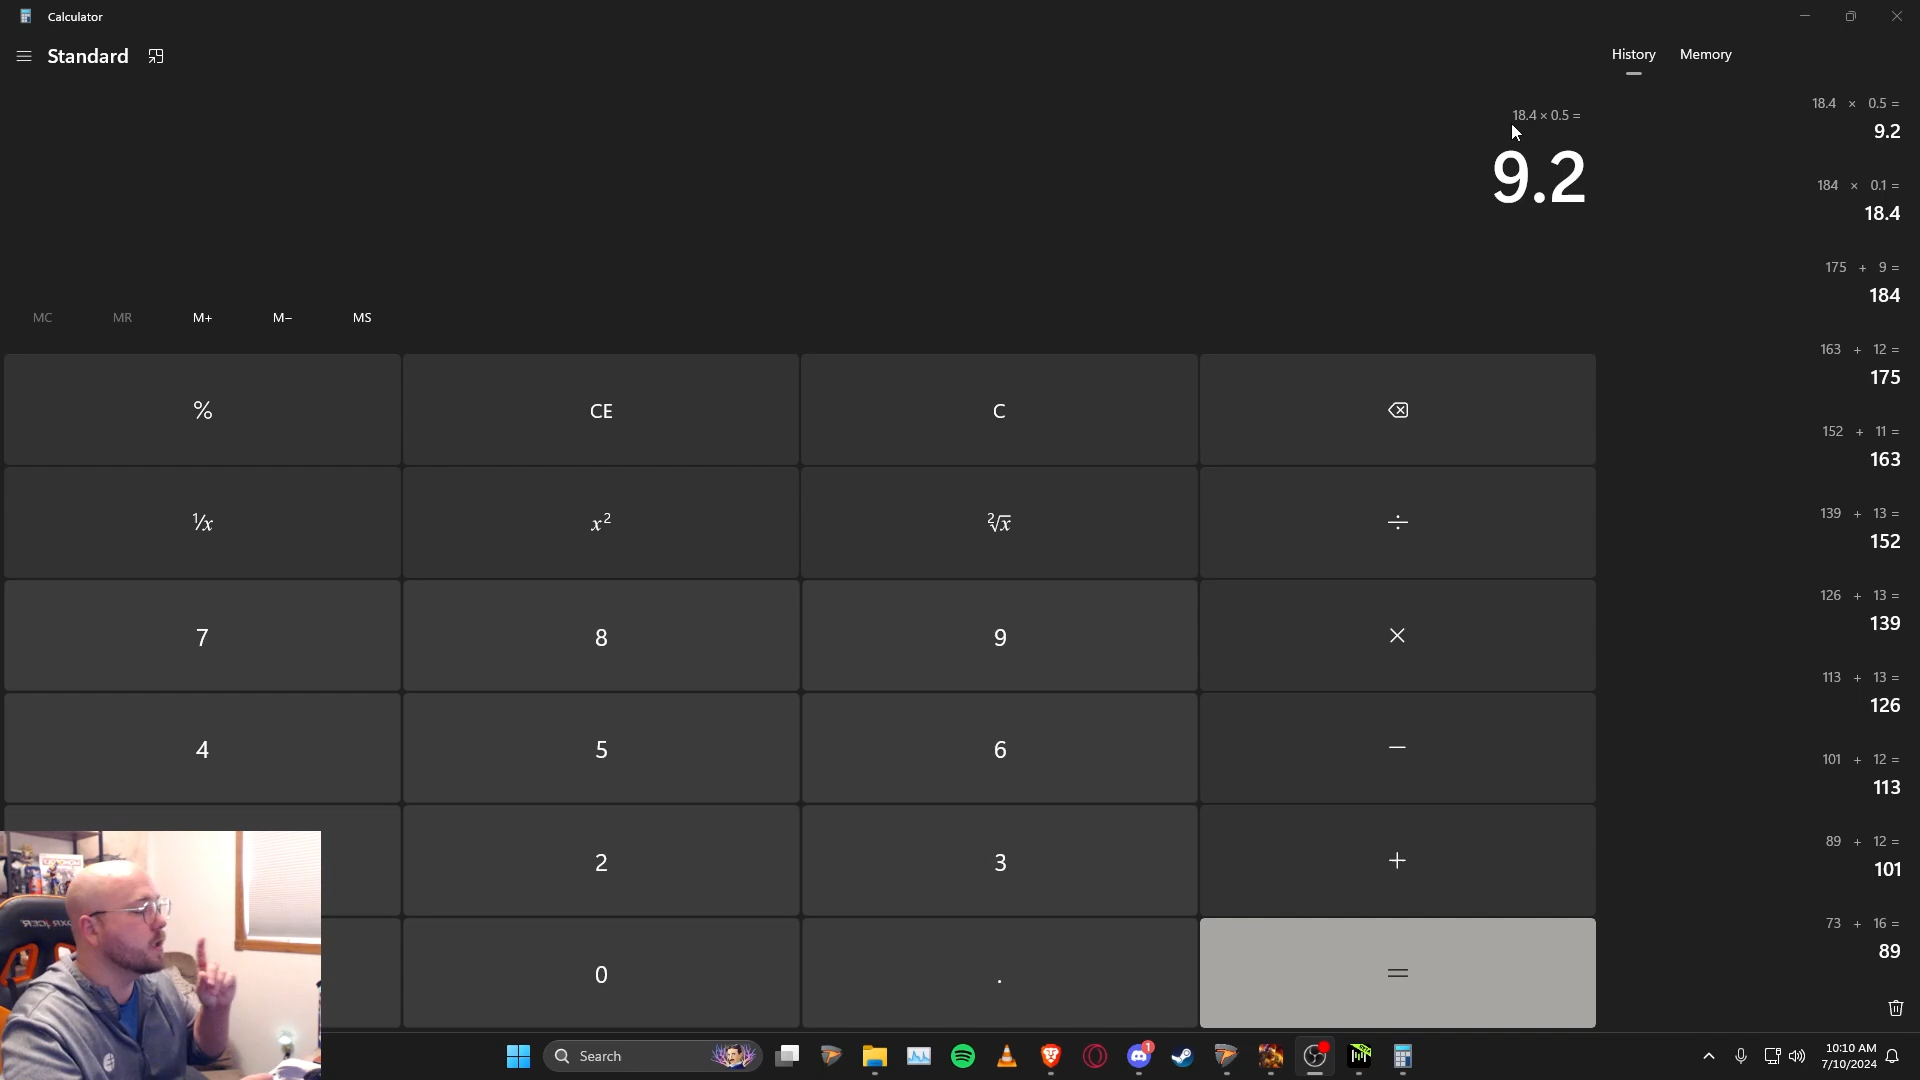 Calculator
Standard
History Memory
18.4 × 0.5 =
9.2
18.4 × 0.5 =
9.2
184 × 0.1 =
18.4
175 + 9 =
184
163 + 12 =
175
152 + 11 =
163
139 + 13 =
152
126 + 13 =
139
113 + 13 =
126
101 + 12 =
113
89 + 12 =
101
73 + 16 =
89
MC MR M+ M− MS
% CE C
¹/x x² ²√x ÷
7 8 9 ×
4 5 6 −
2 3 +
0 . =
Search
1
10:10 AM
7/10/2024